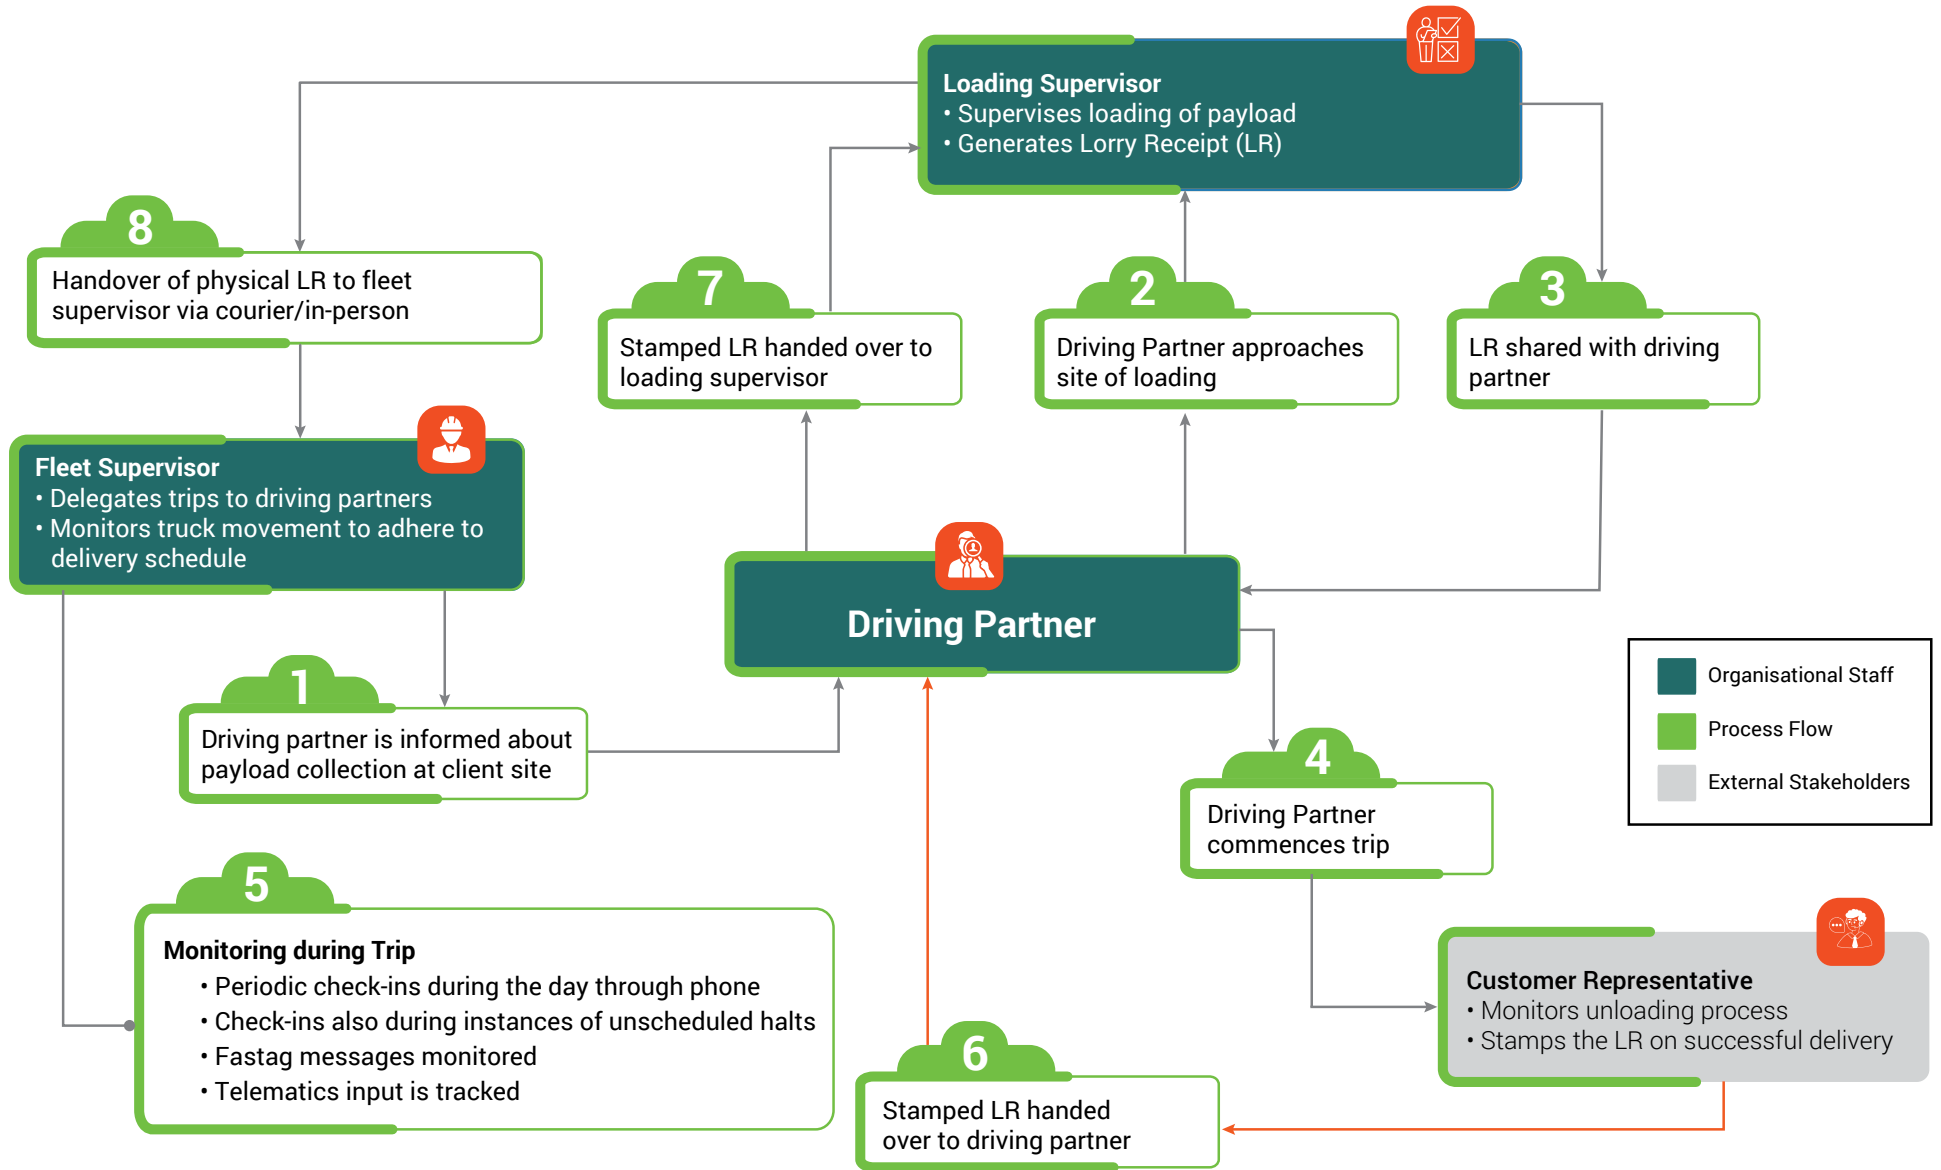 Loading Supervisor
• Supervises loading of payload
• Generates Lorry Receipt (LR)
8
Handover of physical LR to fleet
supervisor via courier/in-person
7
Stamped LR handed over to
loading supervisor
2
Driving Partner approaches
site of loading
3
LR shared with driving
partner
Fleet Supervisor
• Delegates trips to driving partners
• Monitors truck movement to adhere to
delivery schedule
Driving Partner
1
Driving partner is informed about
payload collection at client site
Organisational Staff
Process Flow
External Stakeholders
4
Driving Partner
commences trip
5
Monitoring during Trip
• Periodic check-ins during the day through phone
• Check-ins also during instances of unscheduled halts
• Fastag messages monitored
• Telematics input is tracked
Customer Representative
• Monitors unloading process
• Stamps the LR on successful delivery
6
Stamped LR handed
over to driving partner